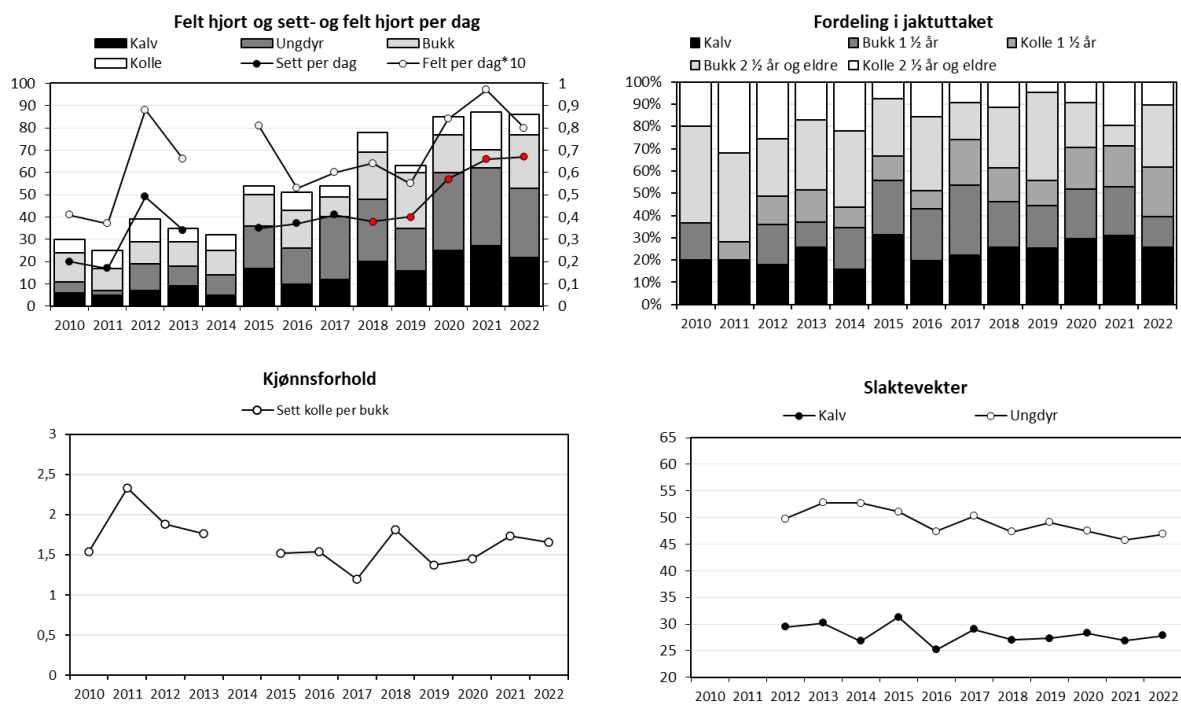 Felt hjort og sett- og felt hjort per dag
Kalv Ungdyr Bukk
Kolle Sett per dag Felt per dag*10
100 1
90 0,9
80 0,8
70 0,7
60 0,6
50 0,5
40 0,4
30 0,3
20 0,2
10 0,1
0 0
2010 2011 2012 2013 2014 2015 2016 2017 2018 2019 2020 2021 2022
Fordeling i jaktuttaket
Kalv Bukk 1 ½ år Kolle 1 ½ år
Bukk 2 ½ år og eldre Kolle 2 ½ år og eldre
100%
90%
80%
70%
60%
50%
40%
30%
20%
10%
0%
2010 2011 2012 2013 2014 2015 2016 2017 2018 2019 2020 2021 2022
Kjønnsforhold
Sett kolle per bukk
3
2,5
2
1,5
1
0,5
0
2010 2011 2012 2013 2014 2015 2016 2017 2018 2019 2020 2021 2022
Slaktevekter
Kalv Ungdyr
65
60
55
50
45
40
35
30
25
20
2010 2011 2012 2013 2014 2015 2016 2017 2018 2019 2020 2021 2022